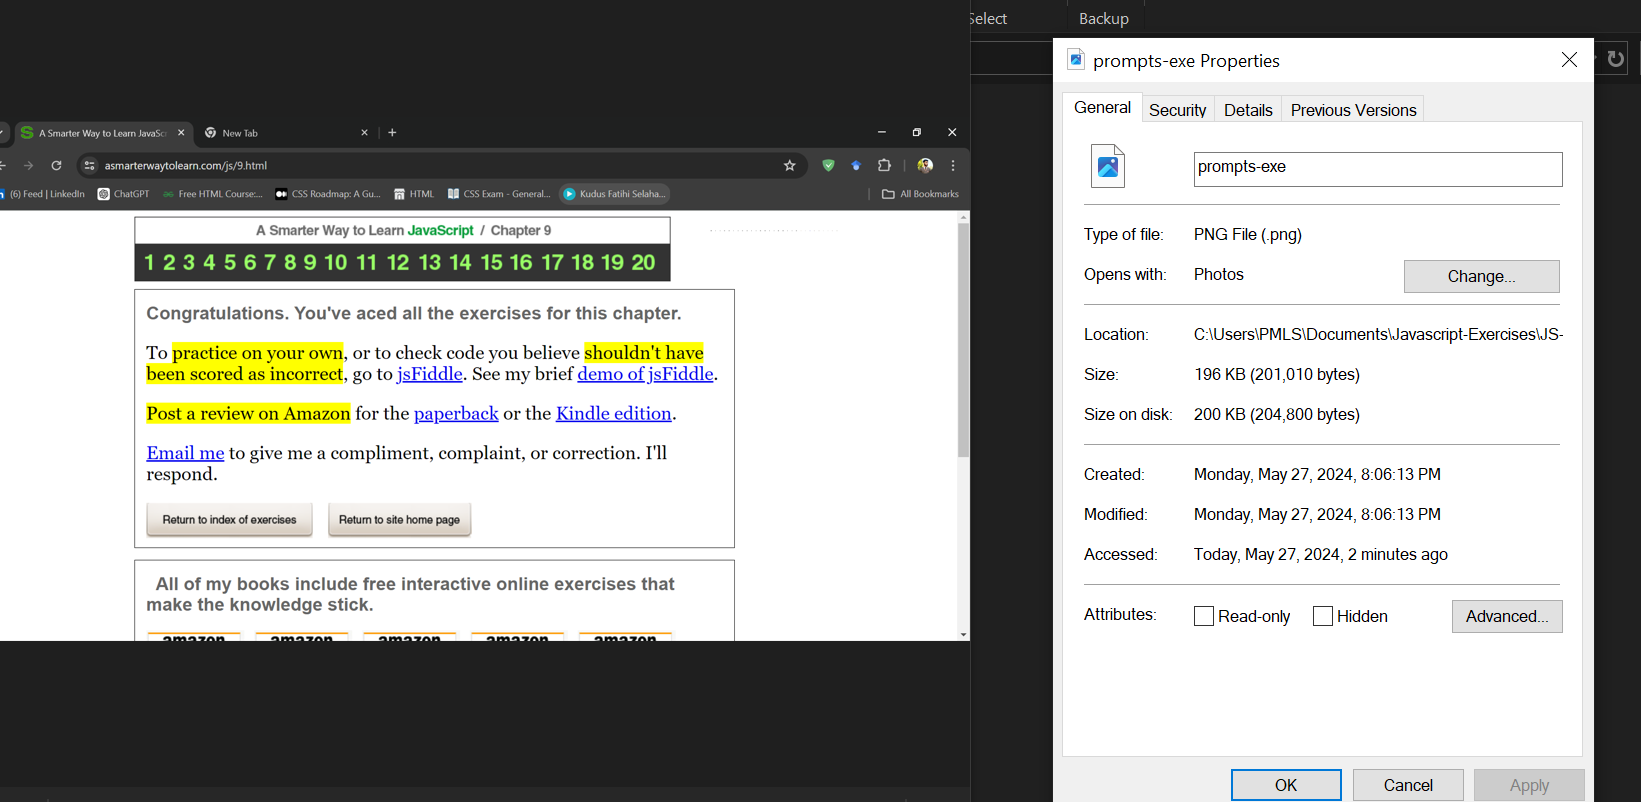 Select
Backup
A Smarter Way to Learn JavaSc
New Tab
asmarterwaytolearn.com/js/9.html
(6) Feed | LinkedIn
ChatGPT
Free HTML Course:...
CSS Roadmap: A Gu...
HTML
CSS Exam - General...
Kudus Fatihi Selaha...
All Bookmarks
A Smarter Way to Learn JavaScript / Chapter 9
1 2 3 4 5 6 7 8 9 10 11 12 13 14 15 16 17 18 19 20
Congratulations. You've aced all the exercises for this chapter.
To practice on your own, or to check code you believe shouldn't have
been scored as incorrect, go to jsFiddle. See my brief demo of jsFiddle.
Post a review on Amazon for the paperback or the Kindle edition.
Email me to give me a compliment, complaint, or correction. I'll
respond.
Return to index of exercises
Return to site home page
All of my books include free interactive online exercises that
make the knowledge stick.
amazon amazon amazon amazon amazon
prompts-exe Properties
General
Security
Details
Previous Versions
prompts-exe
Type of file: PNG File (.png)
Opens with: Photos
Change...
Location: C:\Users\PMLS\Documents\Javascript-Exercises\JS-
Size: 196 KB (201,010 bytes)
Size on disk: 200 KB (204,800 bytes)
Created: Monday, May 27, 2024, 8:06:13 PM
Modified: Monday, May 27, 2024, 8:06:13 PM
Accessed: Today, May 27, 2024, 2 minutes ago
Attributes: Read-only Hidden
Advanced...
OK
Cancel
Apply